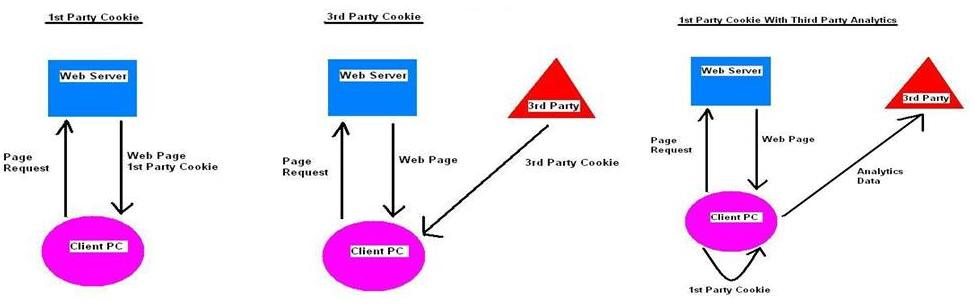 1st Party Cookie
Web Server
Page
Request
Web Page
1st Party Cookie
Client PC
3rd Party Cookie
Web Server
3rd Party
Page
Request
Web Page
3rd Party Cookie
Client PC
1st Party Cookie With Third Party Analytics
Web Server
3rd Party
Page
Request
Web Page
Analytics
Data
Client PC
1st Party Cookie